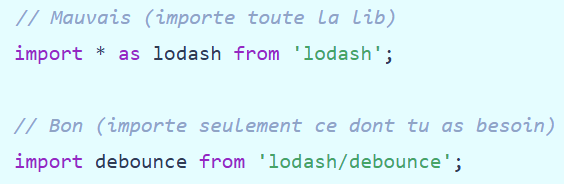 // Mauvais (importe toute la lib)
import * as lodash from 'lodash';
// Bon (importe seulement ce dont tu as besoin)
import debounce from 'lodash/debounce';